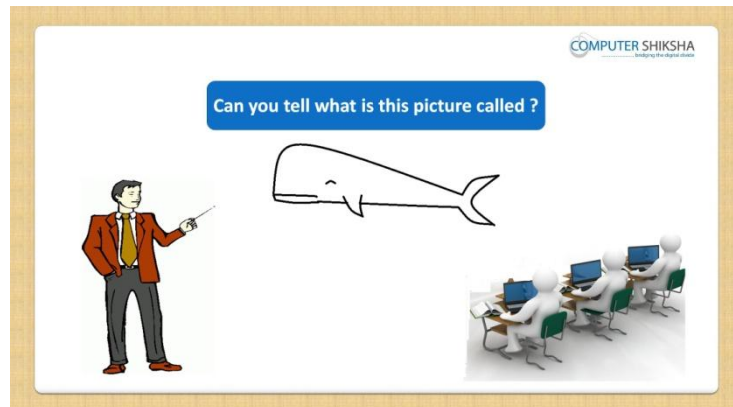 COMPUTER SHIKSHA
bridging the digital divide
Can you tell what is this picture called ?